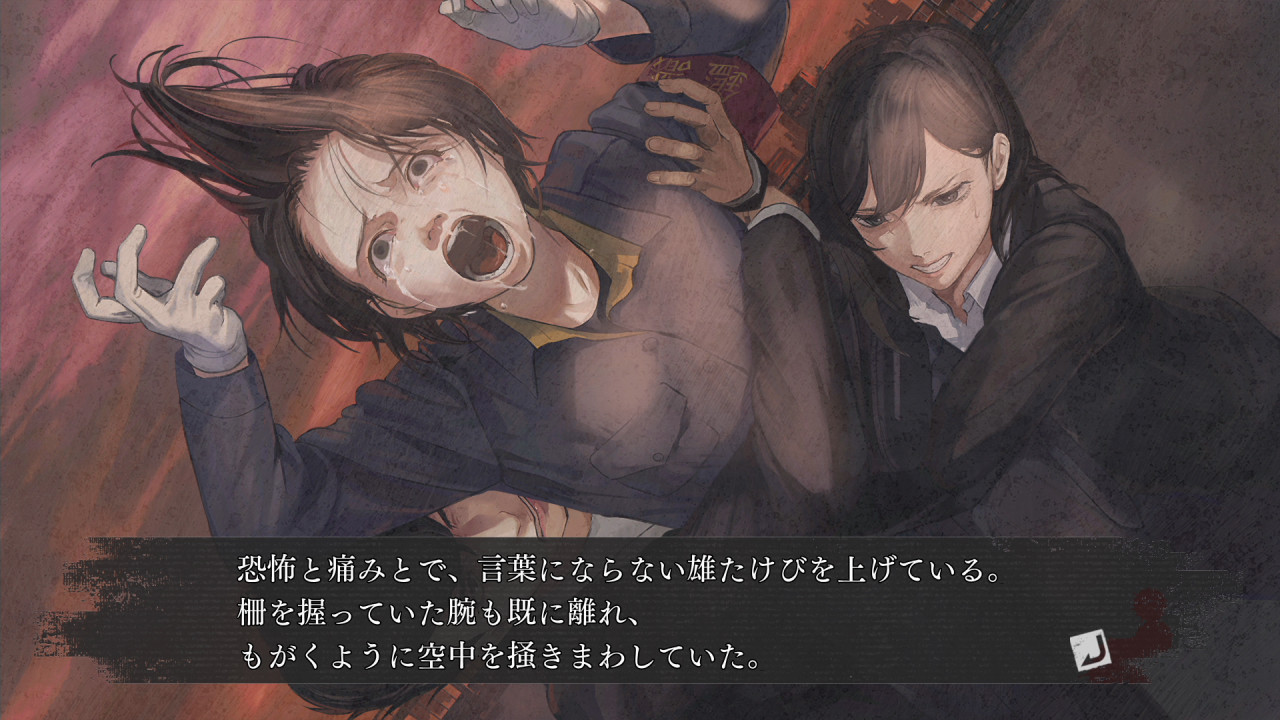 恐怖と痛みとで、言葉にならない雄たけびを上げている。
柵を握っていた腕も既に離れ、
もがくように空中を掻きまわしていた。